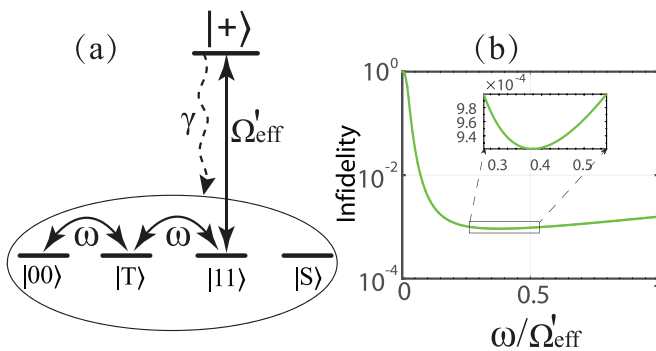 (a)
|+⟩
γ
Ω'eff
ω
ω
|00⟩
|T⟩
|11⟩
|S⟩
(b)
Infidelity
10⁰
10⁻²
10⁻⁴
×10⁻⁴
9.8
9.6
9.4
0.3 0.4 0.5
0 0.5 1
ω/Ω'eff